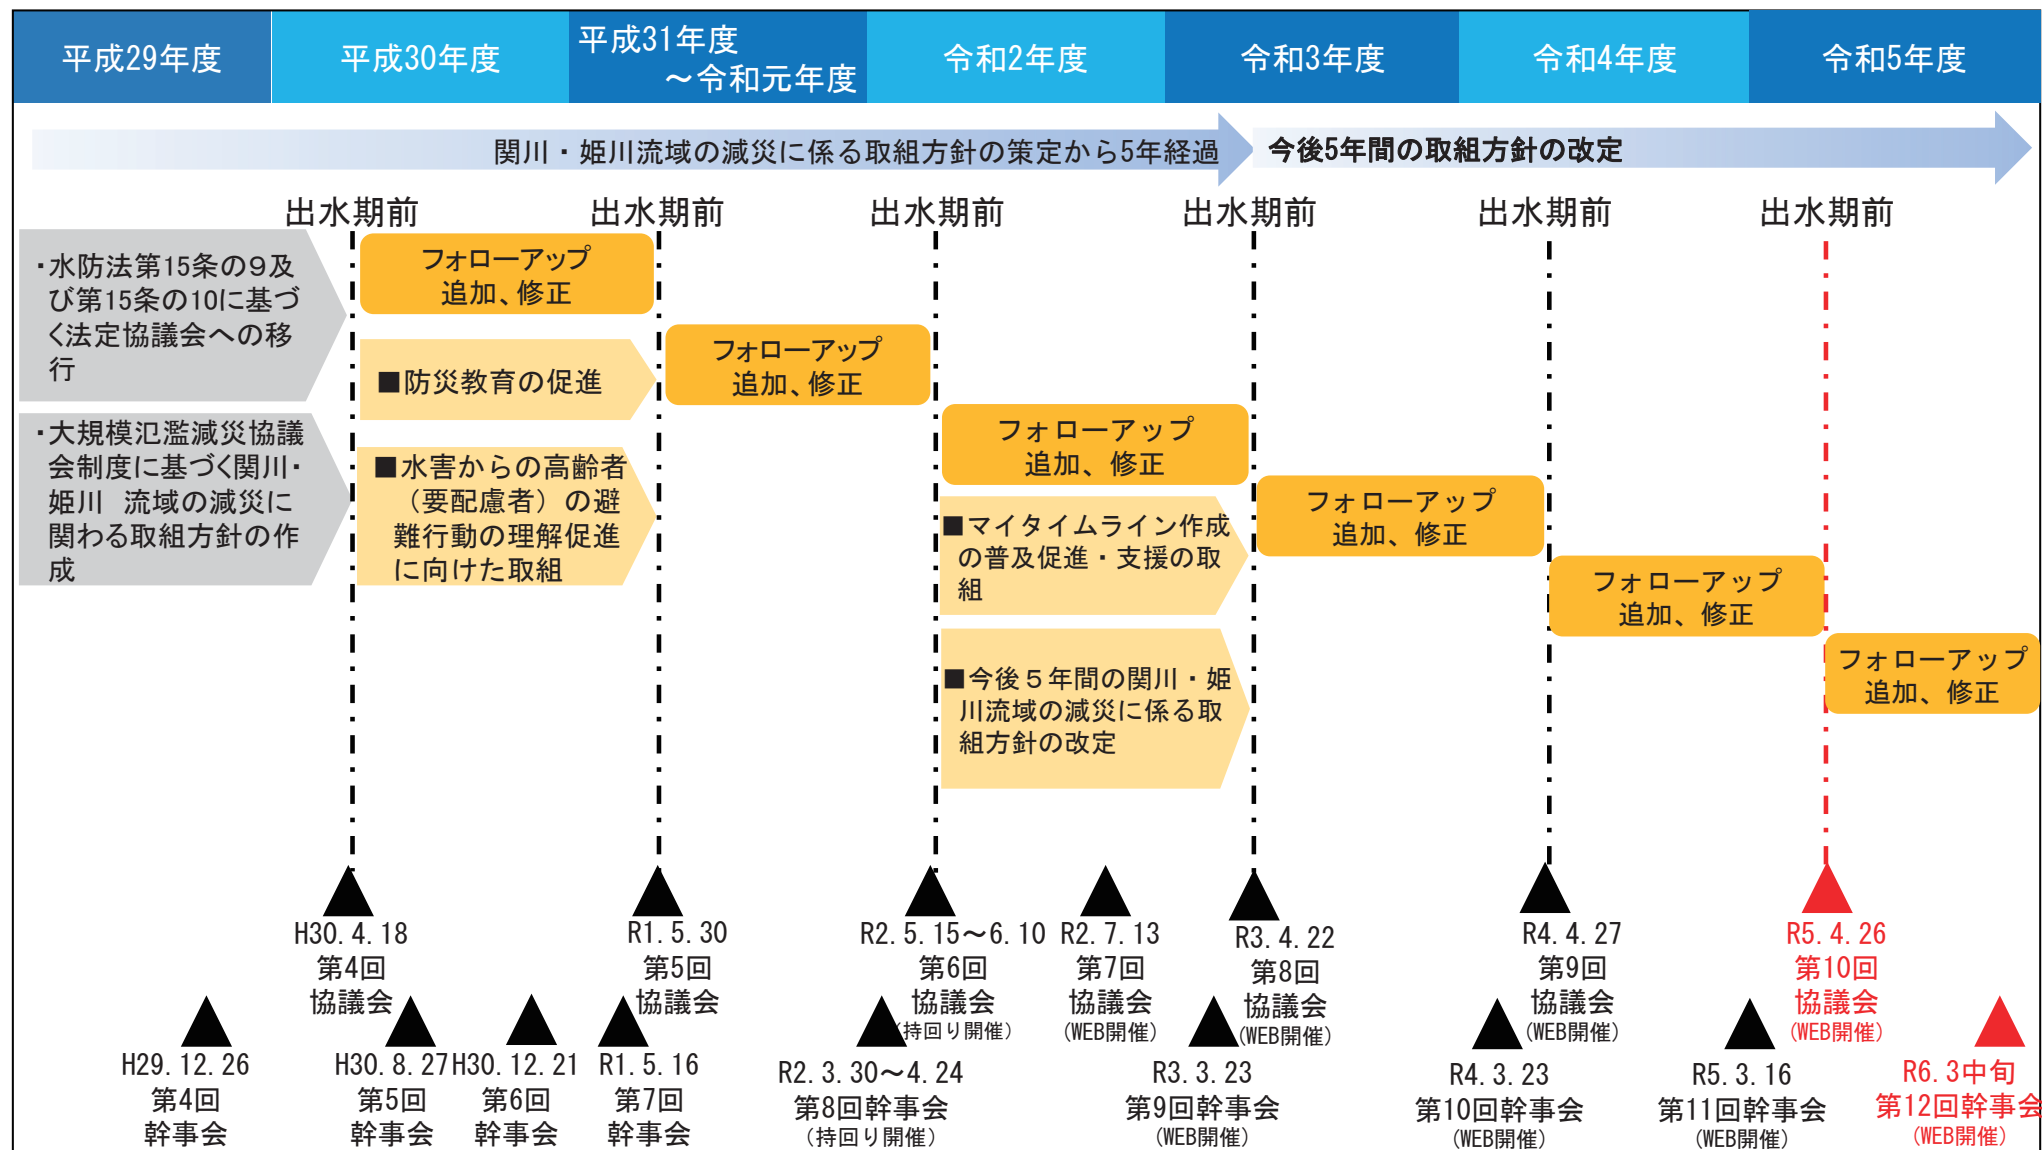 平成29年度
平成30年度
平成31年度
～令和元年度
令和2年度
令和3年度
令和4年度
令和5年度
関川・姫川流域の減災に係る取組方針の策定から5年経過
今後5年間の取組方針の改定
出水期前
出水期前
出水期前
出水期前
出水期前
出水期前
・水防法第15条の９及
び第15条の10に基づ
く法定協議会への移
行
・大規模氾濫減災協議
会制度に基づく関川・
姫川 流域の減災に
関わる取組方針の作
成
フォローアップ
追加、修正
■防災教育の促進
■水害からの高齢者
（要配慮者）の避
難行動の理解促進
に向けた取組
フォローアップ
追加、修正
フォローアップ
追加、修正
■マイタイムライン作成
の普及促進・支援の取
組
■今後５年間の関川・姫
川流域の減災に係る取
組方針の改定
フォローアップ
追加、修正
フォローアップ
追加、修正
フォローアップ
追加、修正
H30.4.18
第4回
協議会
R1.5.30
第5回
協議会
R2.5.15～6.10
第6回
協議会
（持回り開催）
R2.7.13
第7回
協議会
(WEB開催)
R3.4.22
第8回
協議会
(WEB開催)
R4.4.27
第9回
協議会
(WEB開催)
R5.4.26
第10回
協議会
(WEB開催)
H29.12.26
第4回
幹事会
H30.8.27
第5回
幹事会
H30.12.21
第6回
幹事会
R1.5.16
第7回
幹事会
R2.3.30～4.24
第8回幹事会
（持回り開催）
R3.3.23
第9回幹事会
(WEB開催)
R4.3.23
第10回幹事会
(WEB開催)
R5.3.16
第11回幹事会
(WEB開催)
R6.3中旬
第12回幹事会
(WEB開催)